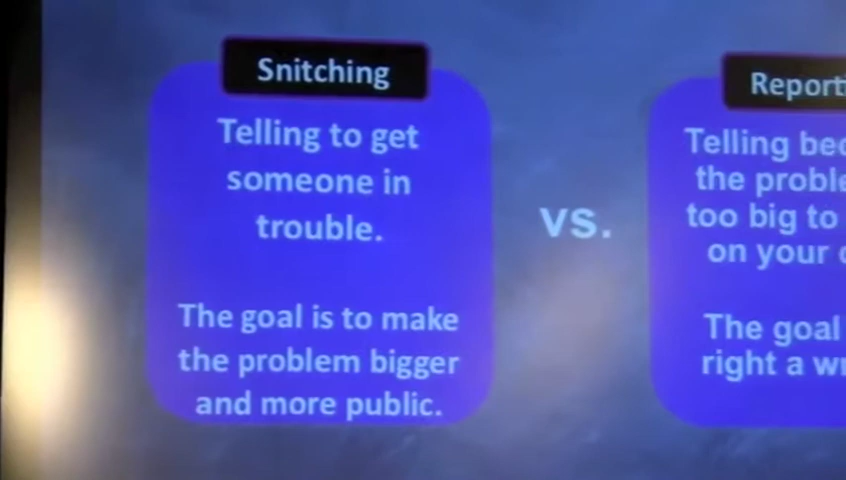 Snitching
Telling to get
someone in
trouble.
The goal is to make
the problem bigger
and more public.
vs.
Telling
the
too big to
on your
The goal
right a